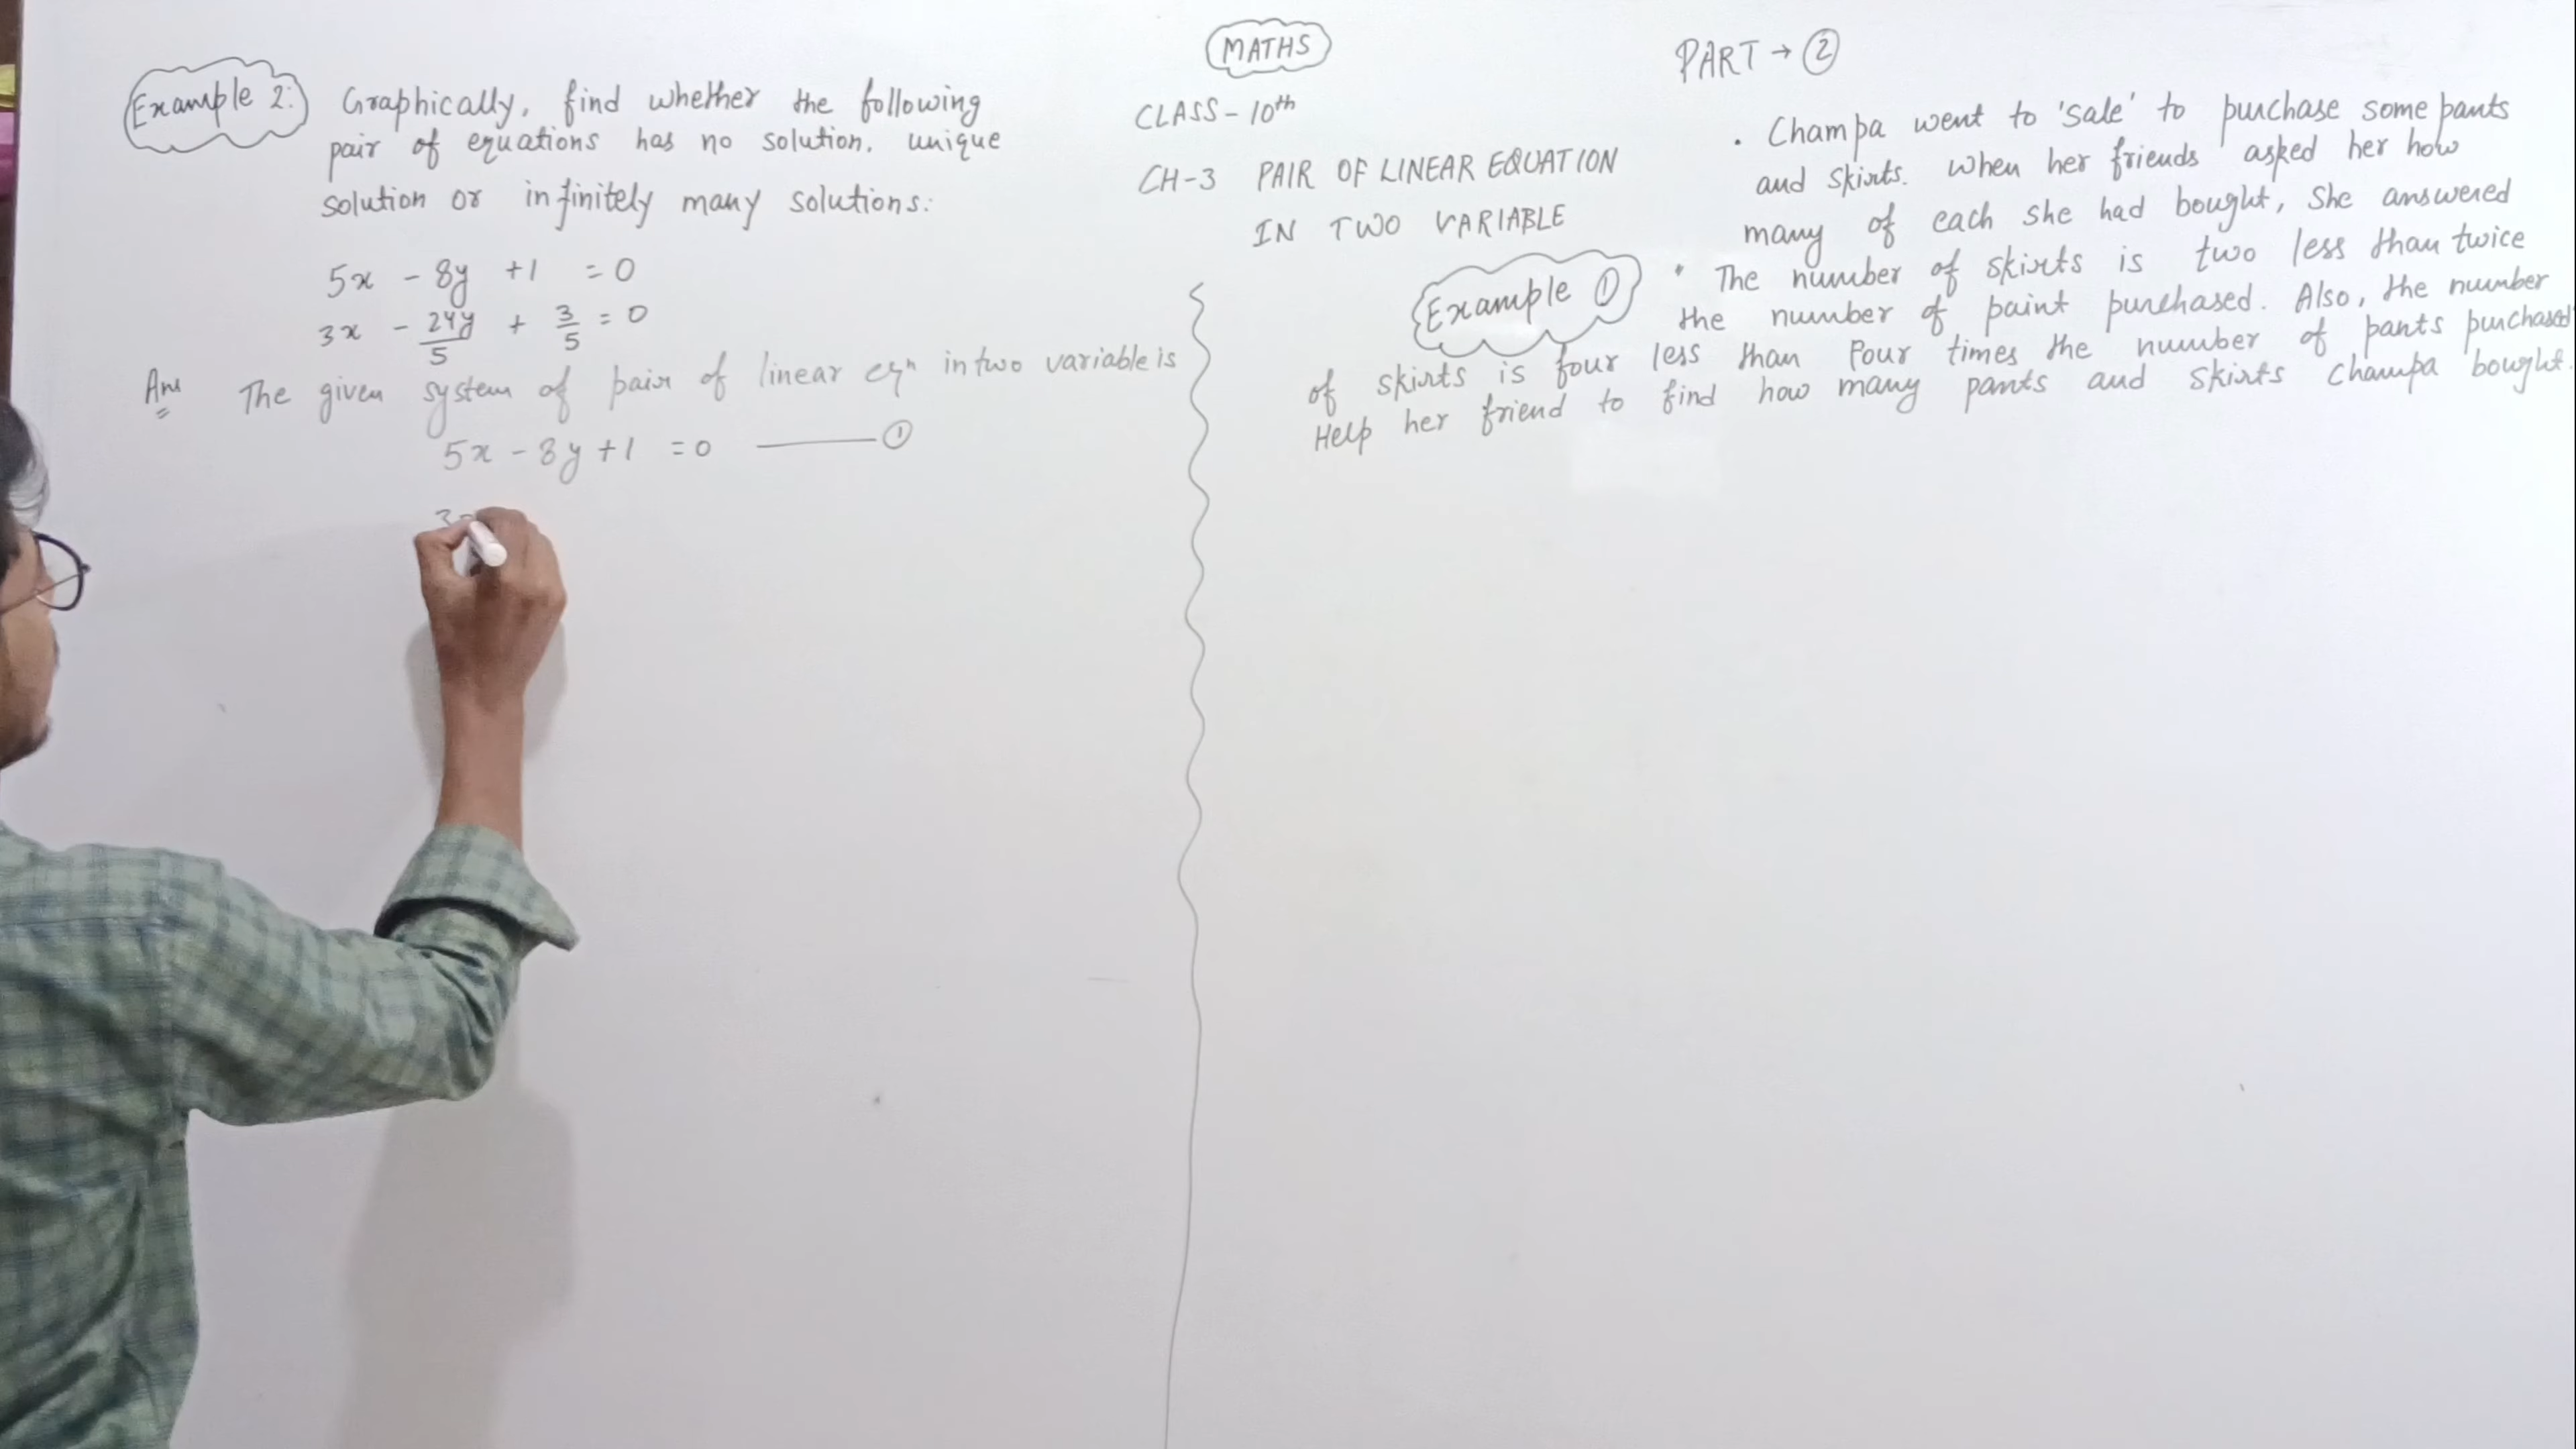 MATHS
PART → ②
CLASS - 10th
CH-3 PAIR OF LINEAR EQUATION
IN TWO VARIABLE
Example 2: Graphically, find whether the following
pair of equations has no solution, unique
solution or infinitely many solutions:
5x - 8y + 1 = 0
3x - 24y/5 + 3/5 = 0
Ans The given system of pair of linear eqn in two variable is
5x - 8y + 1 = 0 ——— ①
3x
• Champa went to 'sale' to purchase some pants
and skirts. When her friends asked her how
many of each she had bought, She answered
Example ① " The number of skirts is two less than twice
the number of paint purchased. Also, the number
of skirts is four less than Four times the number of pants purchased
Help her friend to find how many pants and skirts Champa bought.